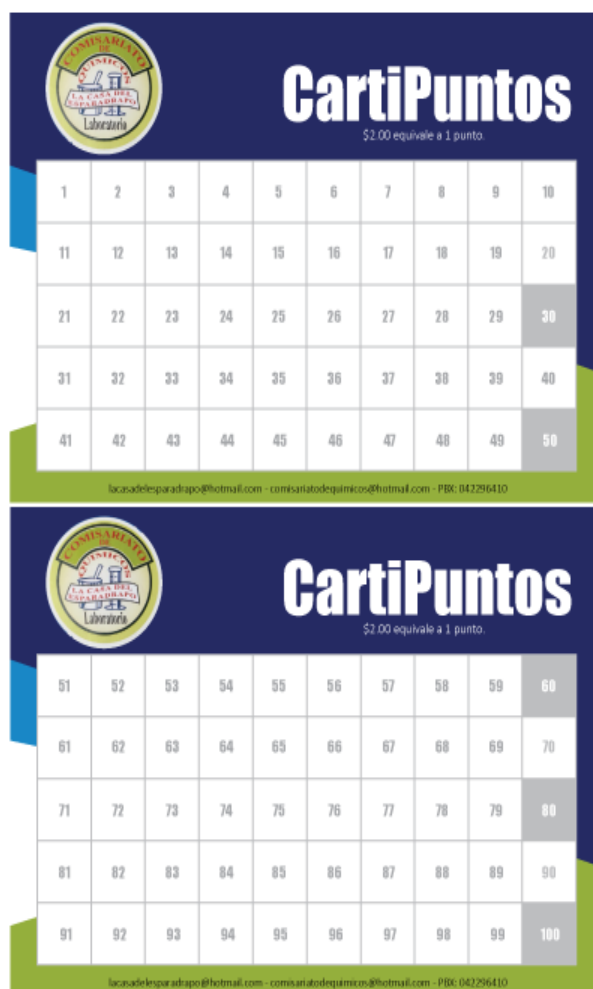 COMISARIATO
DE
QUIMICOS
LA CASA DEL
ESPARADRAPO
Laboratorio
CartiPuntos
$2.00 equivale a 1 punto.
1 2 3 4 5 6 7 8 9 10
11 12 13 14 15 16 17 18 19 20
21 22 23 24 25 26 27 28 29 30
31 32 33 34 35 36 37 38 39 40
41 42 43 44 45 46 47 48 49 50
lacasadelesparadrapo@hotmail.com - comisariatodequimicos@hotmail.com - PBX: 042296410
COMISARIATO
DE
QUIMICOS
LA CASA DEL
ESPARADRAPO
Laboratorio
CartiPuntos
$2.00 equivale a 1 punto.
51 52 53 54 55 56 57 58 59 60
61 62 63 64 65 66 67 68 69 70
71 72 73 74 75 76 77 78 79 80
81 82 83 84 85 86 87 88 89 90
91 92 93 94 95 96 97 98 99 100
lacasadelesparadrapo@hotmail.com - comisariatodequimicos@hotmail.com - PBX: 042296410